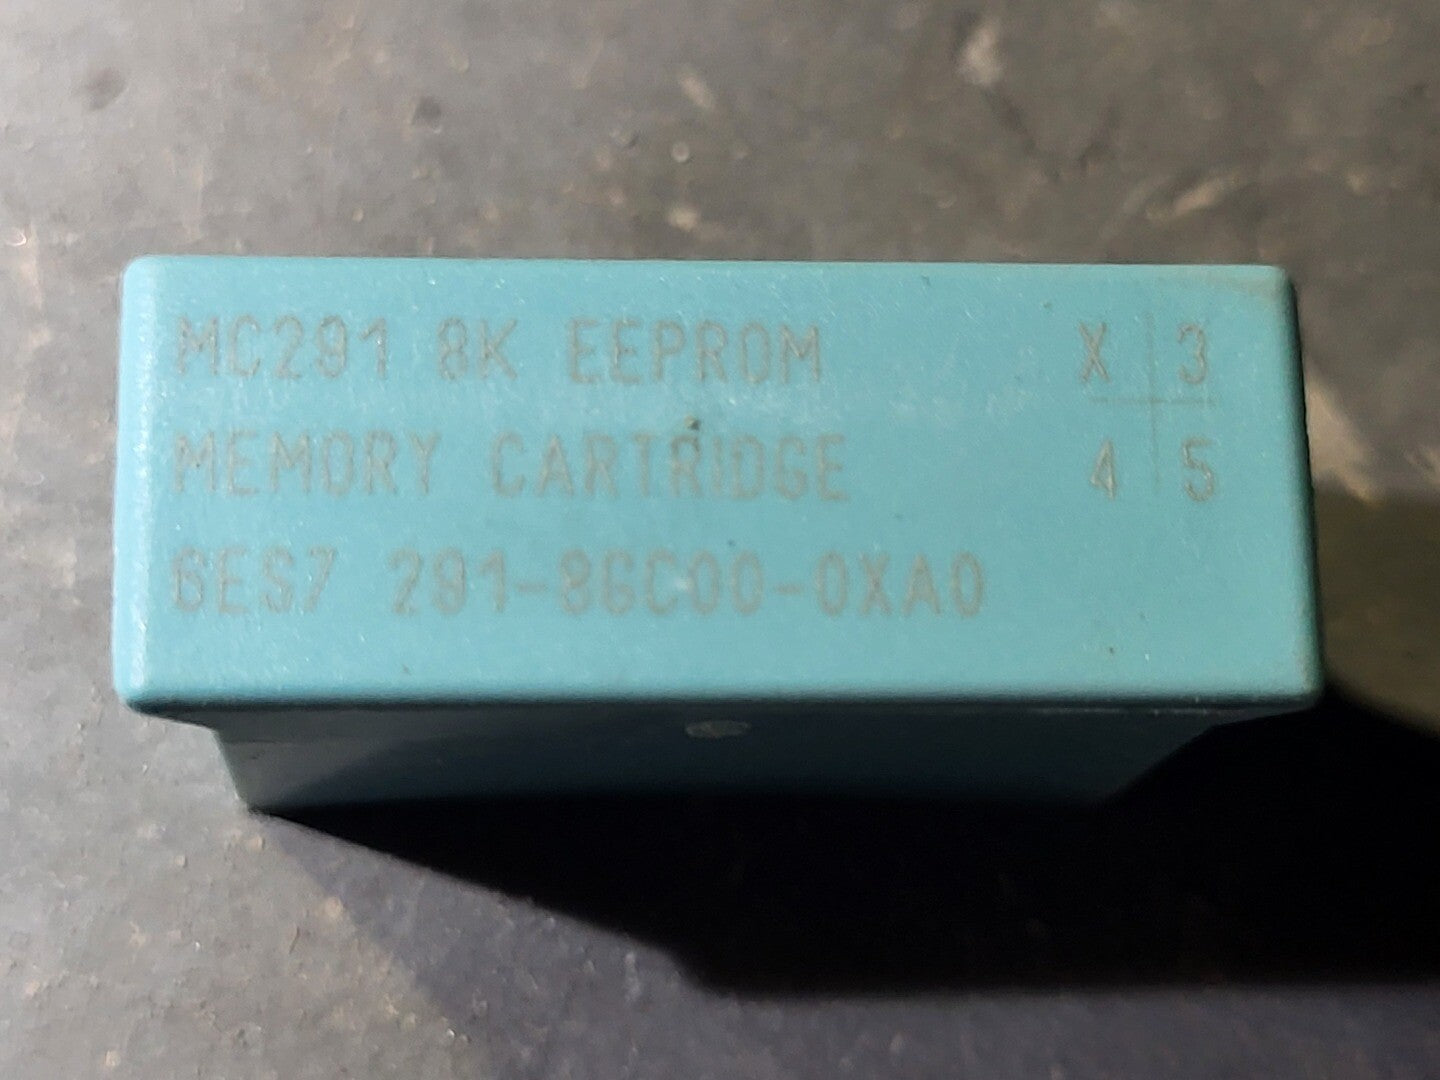 MC291 8K EEPROM
MEMORY CARTRIDGE
6ES7 291-8GC00-0XA0
X 3
4 5